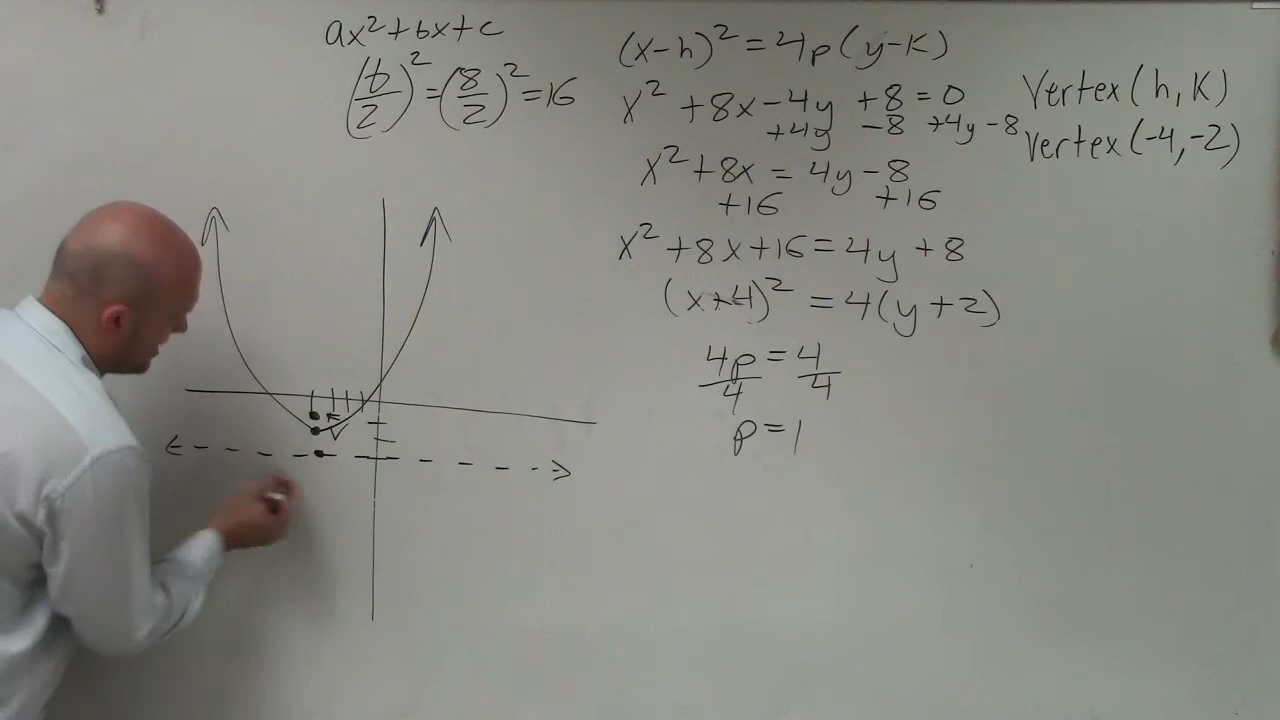 ax² + bx + c
(b/2)² = (8/2)² = 16
(x-h)² = 4p(y-k)
x² + 8x - 4y + 8 = 0
+4y -8 +4y -8
x² + 8x = 4y - 8
+16 +16
x² + 8x + 16 = 4y + 8
(x+4)² = 4(y+2)
4p = 4
4 4
p = 1
Vertex (h, k)
Vertex (-4, -2)
F
V